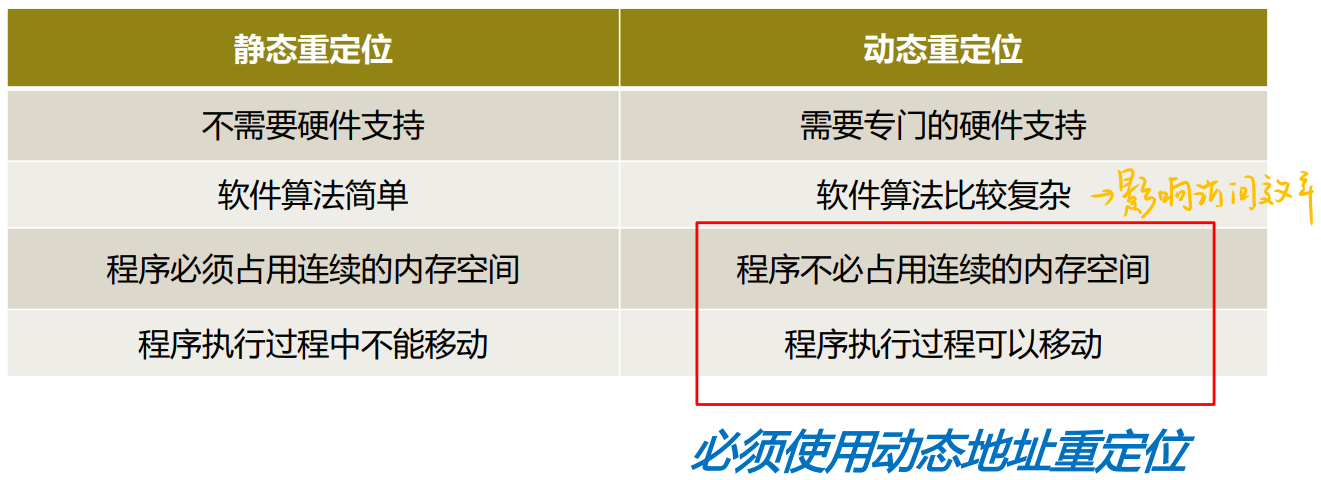 静态重定位 动态重定位
不需要硬件支持 需要专门的硬件支持
软件算法简单 软件算法比较复杂 →影响访问效率
程序必须占用连续的内存空间 程序不必占用连续的内存空间
程序执行过程中不能移动 程序执行过程可以移动
必须使用动态地址重定位